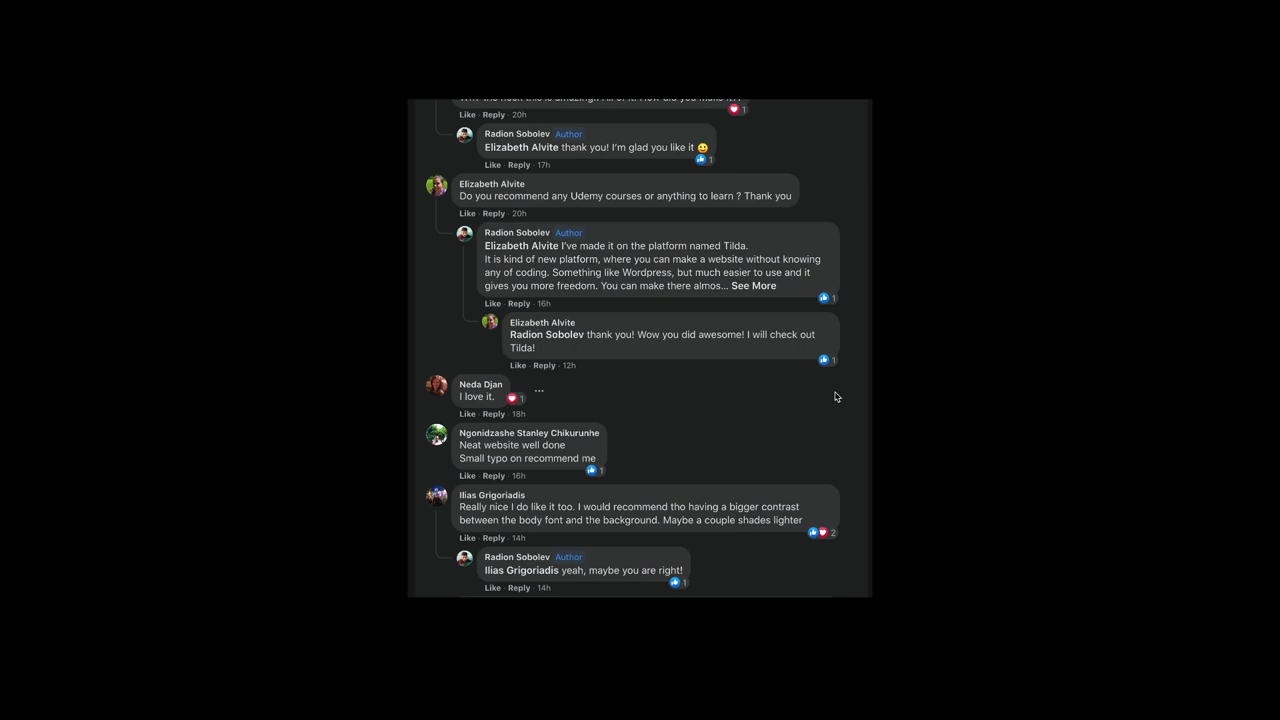 Like · Reply · 20h
1
Radion Sobolev Author
Elizabeth Alvite thank you! I'm glad you like it 😀
1
Like · Reply · 17h
Elizabeth Alvite
Do you recommend any Udemy courses or anything to learn ? Thank you
Like · Reply · 20h
Radion Sobolev Author
Elizabeth Alvite I've made it on the platform named Tilda.
It is kind of new platform, where you can make a website without knowing
any of coding. Something like Wordpress, but much easier to use and it
gives you more freedom. You can make there almos... See More
1
Like · Reply · 16h
Elizabeth Alvite
Radion Sobolev thank you! Wow you did awesome! I will check out
Tilda!
1
Like · Reply · 12h
Neda Djan
I love it.
1
Like · Reply · 18h
Ngonidzashe Stanley Chikurunhe
Neat website well done
Small typo on recommend me
1
Like · Reply · 16h
Ilias Grigoriadis
Really nice I do like it too. I would recommend tho having a bigger contrast
between the body font and the background. Maybe a couple shades lighter
2
Like · Reply · 14h
Radion Sobolev Author
Ilias Grigoriadis yeah, maybe you are right!
1
Like · Reply · 14h